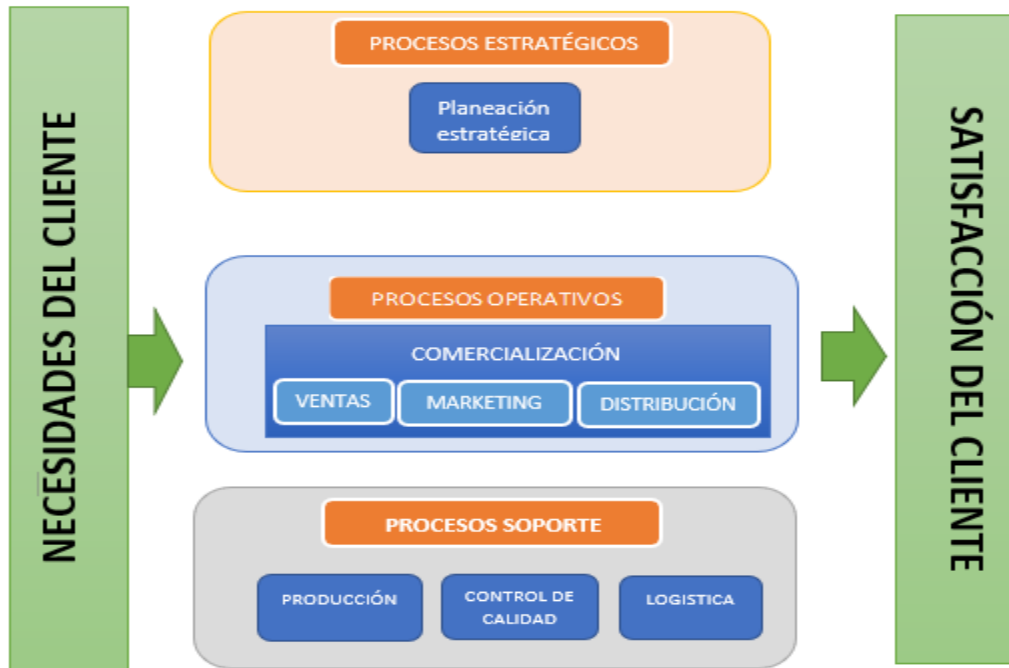 NECESIDADES DEL CLIENTE
PROCESOS ESTRATÉGICOS
Planeación
estratégica
PROCESOS OPERATIVOS
COMERCIALIZACIÓN
VENTAS
MARKETING
DISTRIBUCIÓN
PROCESOS SOPORTE
PRODUCCIÓN
CONTROL DE
CALIDAD
LOGISTICA
SATISFACCIÓN DEL CLIENTE